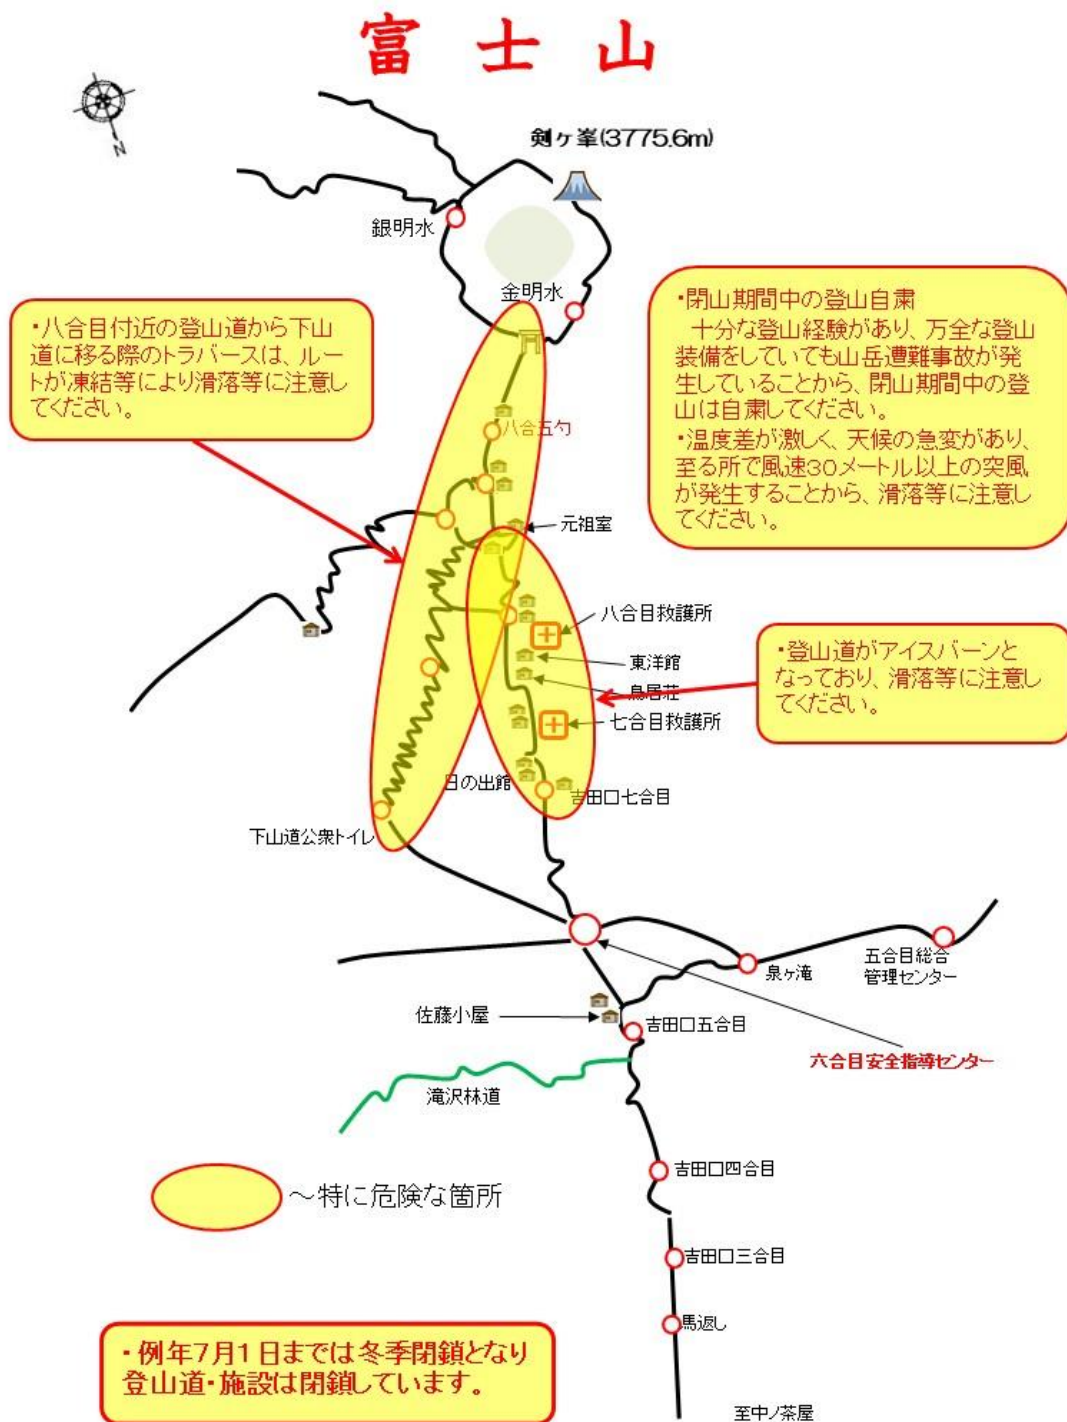 富士山
N
剣ヶ峯(3775.6m)
銀明水
金明水
・八合目付近の登山道から下山
道に移る際のトラバースは、ルー
トが凍結等により滑落等に注意し
てください。
・閉山期間中の登山自粛
十分な登山経験があり、万全な登山
装備をしていても山岳遭難事故が発
生していることから、閉山期間中の登
山は自粛してください。
・温度差が激しく、天候の急変があり、
至る所で風速30メートル以上の突風
が発生することから、滑落等に注意し
てください。
八合五勺
元祖室
八合目救護所
東洋館
鳥居荘
七合目救護所
・登山道がアイスバーンと
なっており、滑落等に注意し
てください。
日の出館
吉田口七合目
下山道公衆トイレ
泉ヶ滝
五合目総合
管理センター
佐藤小屋
吉田口五合目
六合目安全指導センター
滝沢林道
吉田口四合目
～特に危険な箇所
吉田口三合目
馬返し
・例年7月1日までは冬季閉鎖となり
登山道・施設は閉鎖しています。
至中ノ茶屋